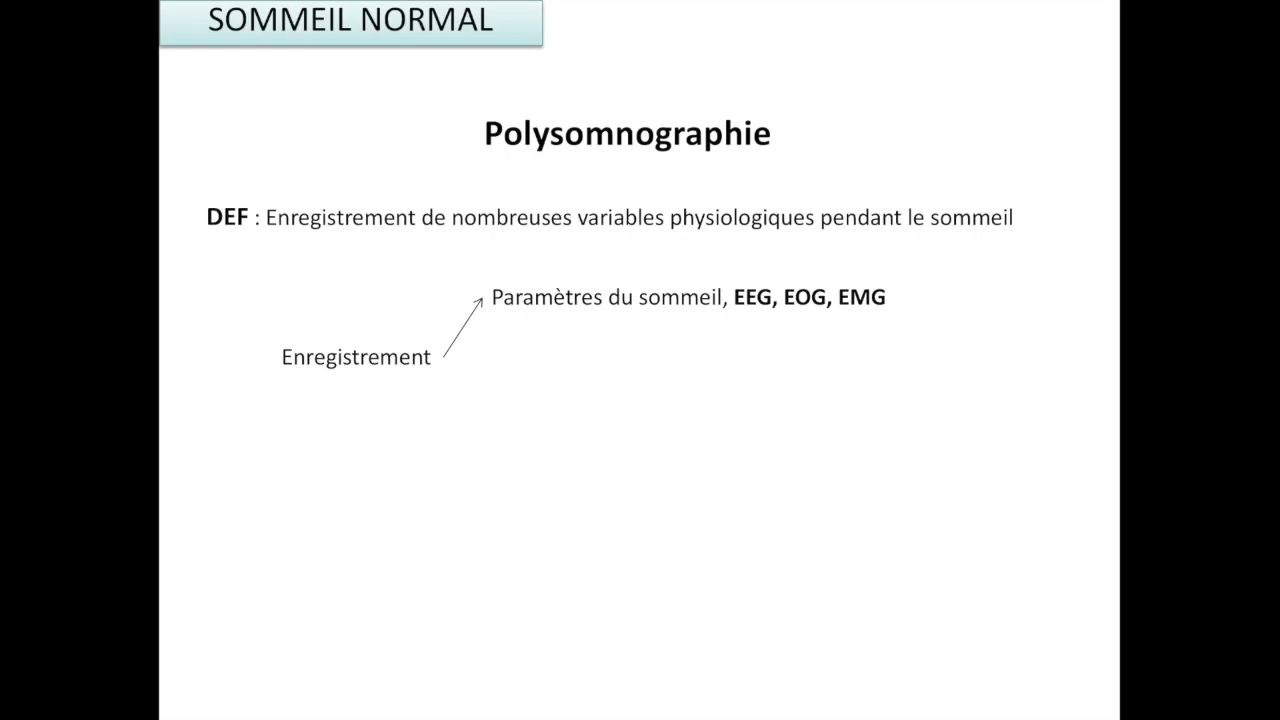 SOMMEIL NORMAL
Polysomnographie
DEF : Enregistrement de nombreuses variables physiologiques pendant le sommeil
Paramètres du sommeil, EEG, EOG, EMG
Enregistrement